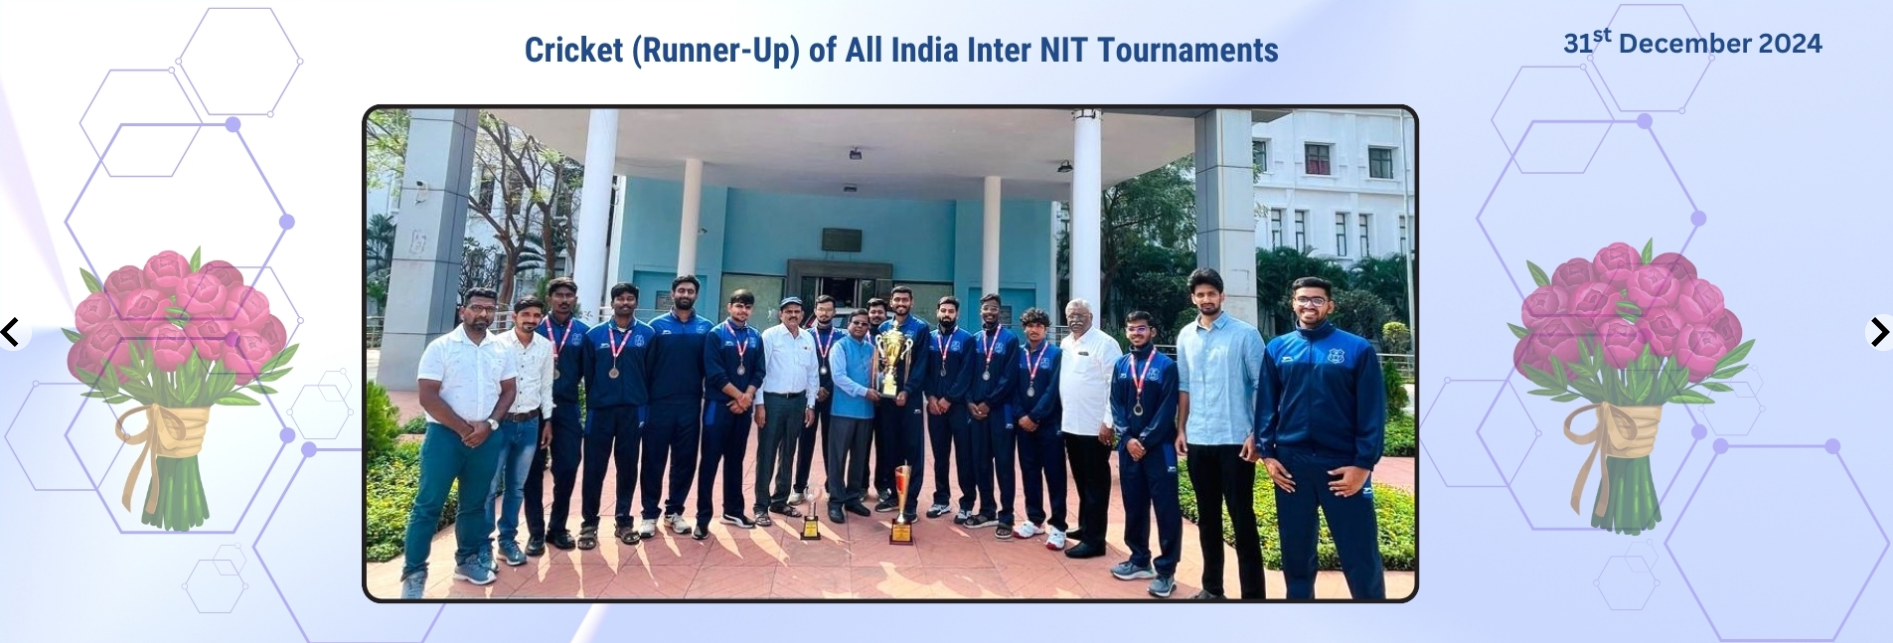 Cricket (Runner-Up) of All India Inter NIT Tournaments
31st December 2024